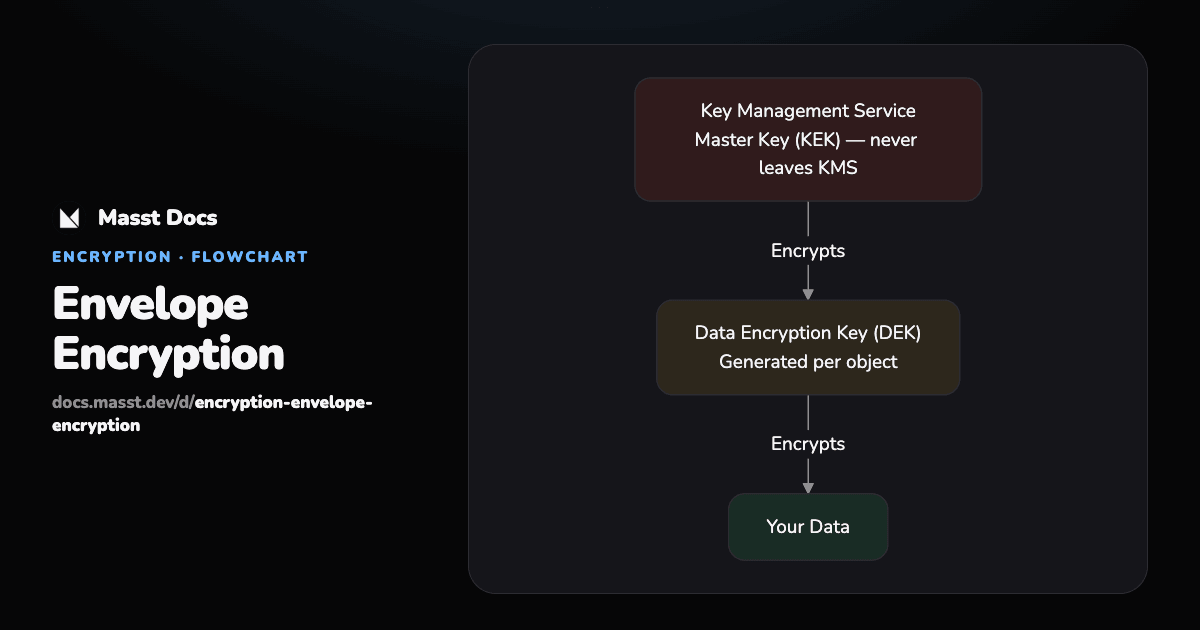 Masst Docs
ENCRYPTION · FLOWCHART
Envelope
Encryption
docs.masst.dev/d/encryption-envelope-
encryption
Key Management Service
Master Key (KEK) — never
leaves KMS
Encrypts
Data Encryption Key (DEK)
Generated per object
Encrypts
Your Data